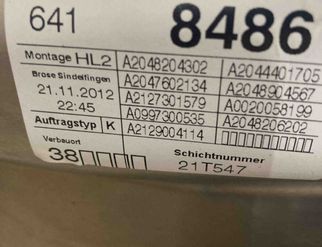 641 8486
Montage HL2 A2048204302 A2044401705
Brose Sindelfingen A2047602134 A2048904567
21.11.2012 A2127301579 A0020058199
22:45 A0997300535 A2048206202
Auftragstyp K A2129004114 □□□□□□□□□□
Verbauort Schichtnummer
38□□□□ 21T547